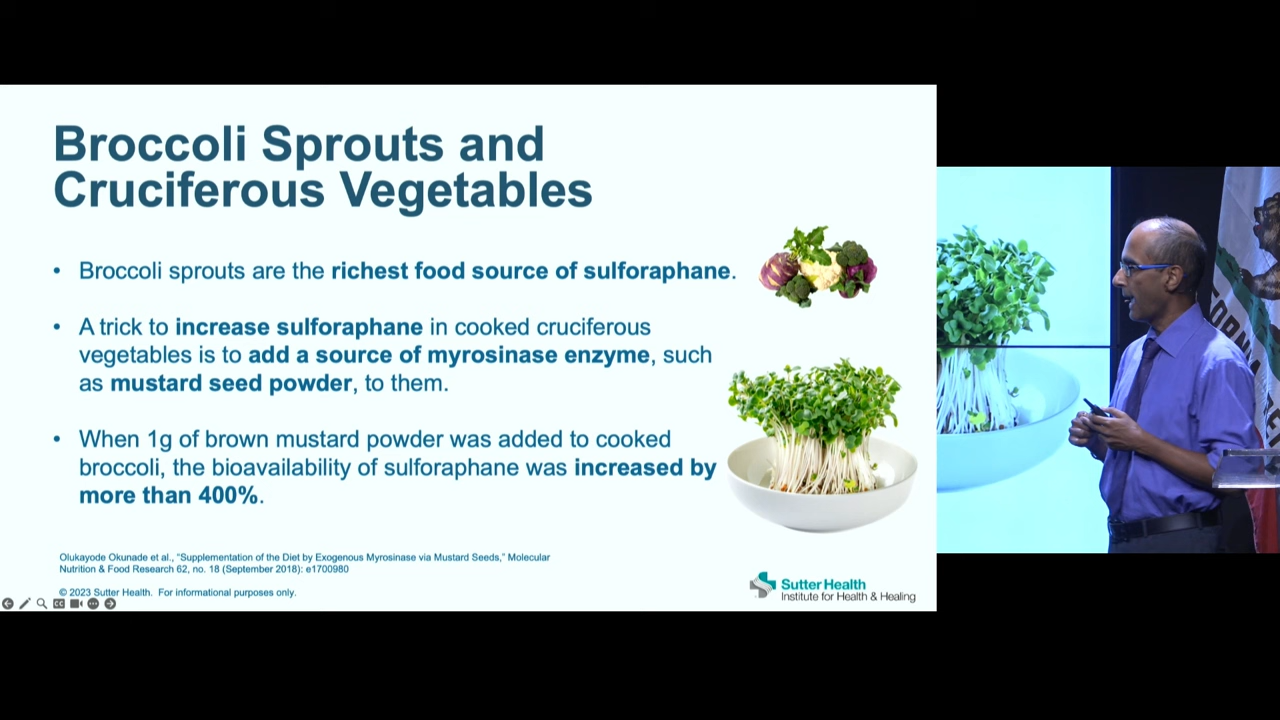 Broccoli Sprouts and
Cruciferous Vegetables
• Broccoli sprouts are the richest food source of sulforaphane.
• A trick to increase sulforaphane in cooked cruciferous
vegetables is to add a source of myrosinase enzyme, such
as mustard seed powder, to them.
• When 1g of brown mustard powder was added to cooked
broccoli, the bioavailability of sulforaphane was increased by
more than 400%.
Olukayode Okunade et al., "Supplementation of the Diet by Exogenous Myrosinase via Mustard Seeds," Molecular
Nutrition & Food Research 62, no. 18 (September 2018): e1700980
© 2023 Sutter Health. For informational purposes only.
Sutter Health
Institute for Health & Healing